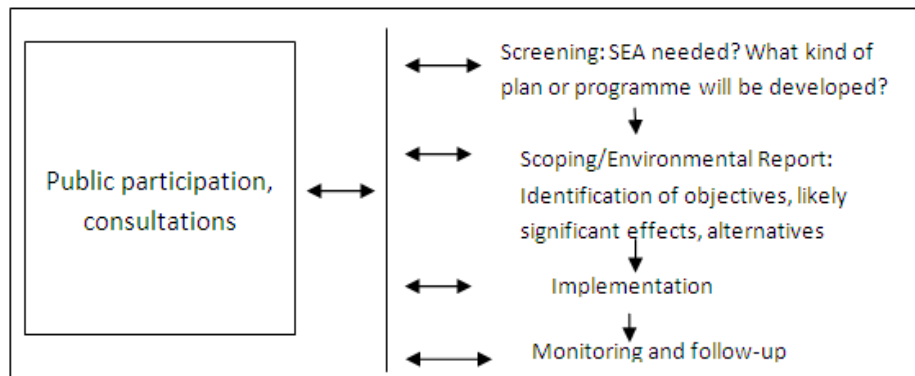 Public participation,
consultations
Screening: SEA needed? What kind of
plan or programme will be developed?
Scoping/Environmental Report:
Identification of objectives, likely
significant effects, alternatives
Implementation
Monitoring and follow-up